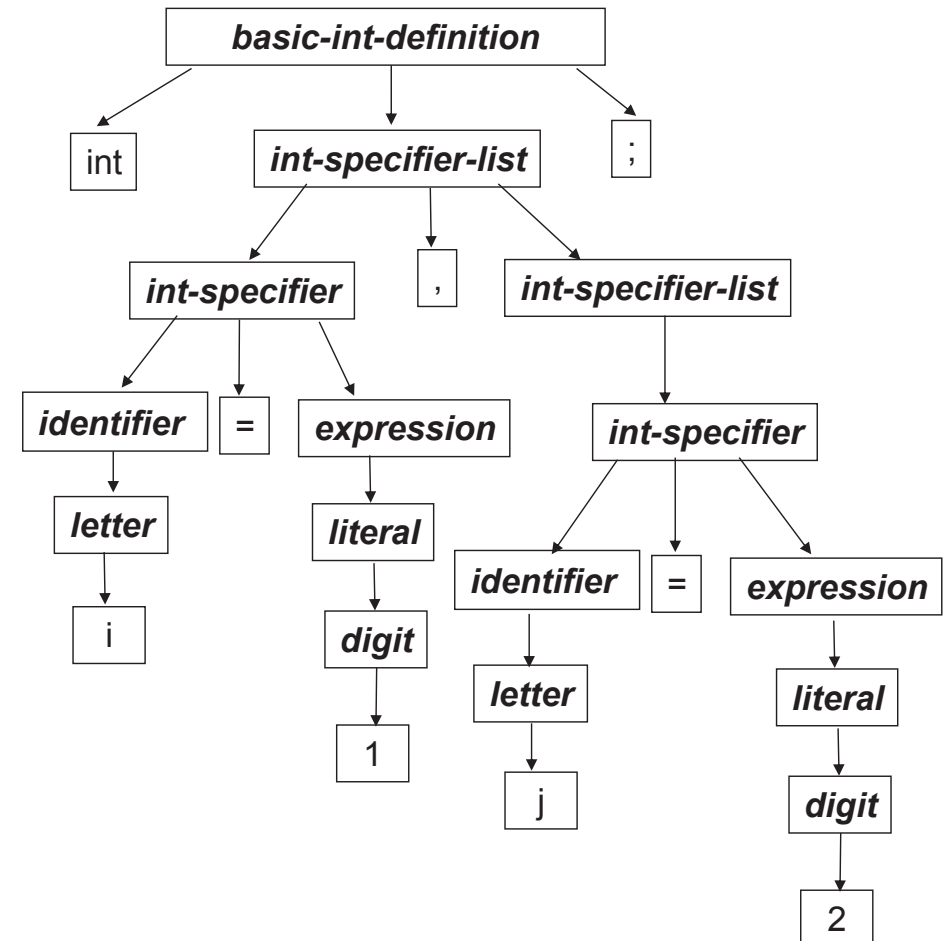 basic-int-definition
int
int-specifier-list
;
int-specifier
,
int-specifier-list
identifier
=
expression
int-specifier
letter
literal
identifier
=
expression
i
digit
letter
literal
1
j
digit
2